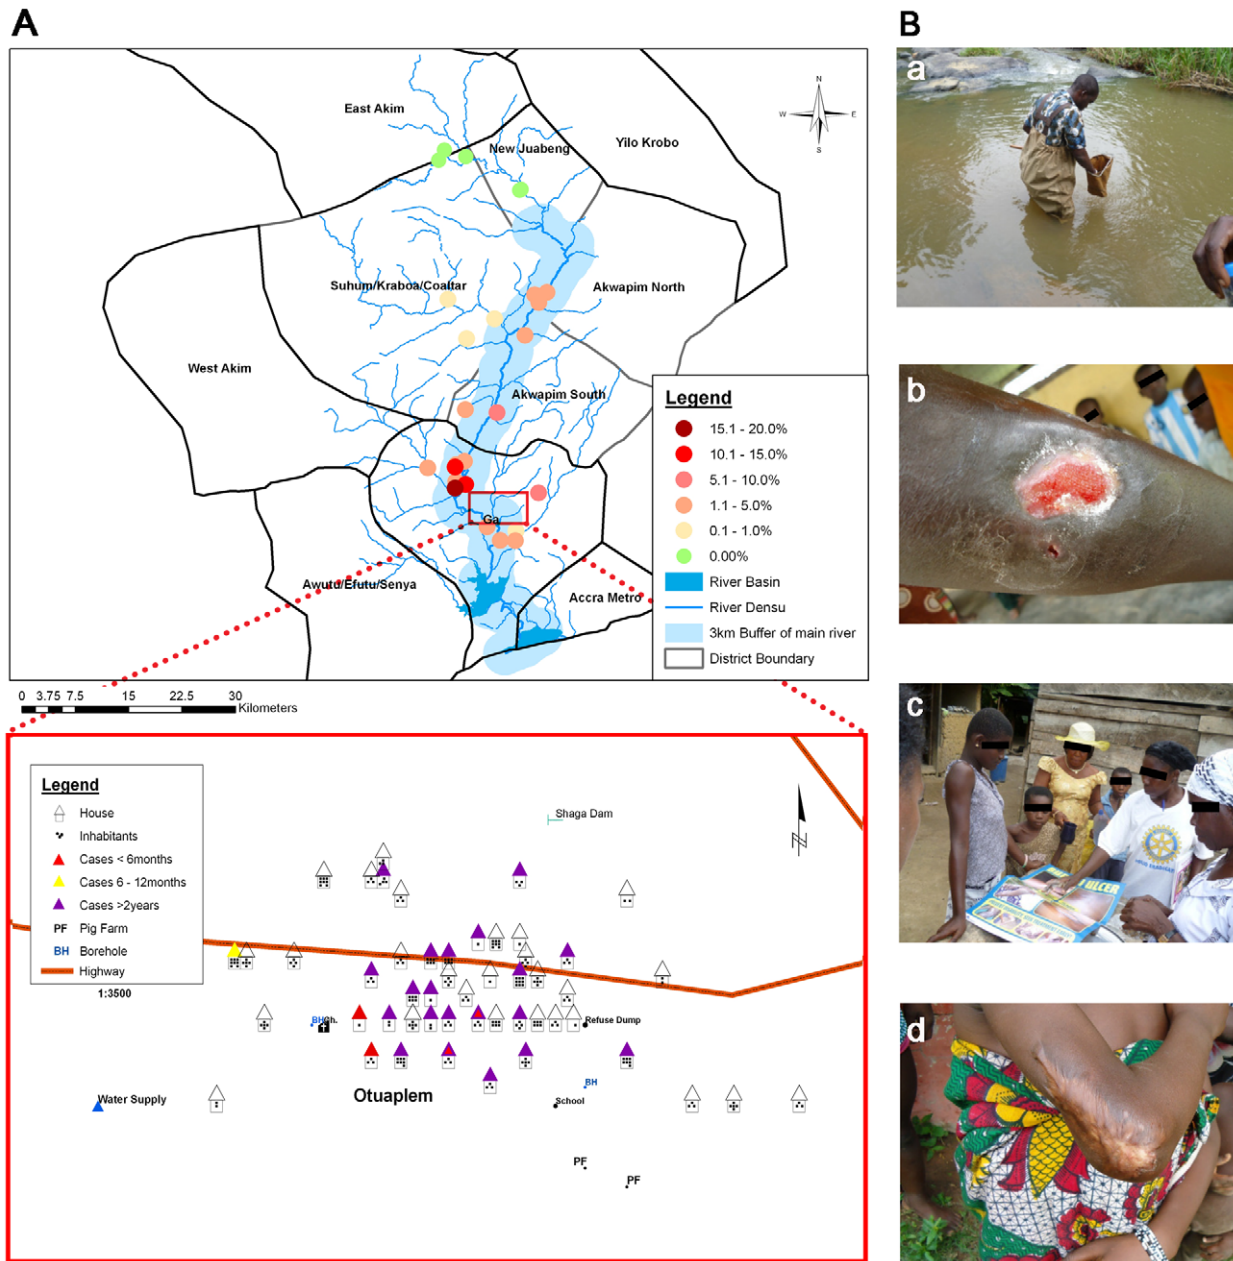 A
B
East Akim
New Juabeng
Yilo Krobo
N
W
E
S
Suhum/Kraboa/Coaltar
Akwapim North
West Akim
Akwapim South
Ga
Awutu/Efutu/Senya
Accra Metro
Legend
15.1 - 20.0%
10.1 - 15.0%
5.1 - 10.0%
1.1 - 5.0%
0.1 - 1.0%
0.00%
River Basin
River Densu
3km Buffer of main river
District Boundary
0 3.75 7.5 15 22.5 30
Kilometers
Legend
House
Inhabitants
Cases < 6months
Cases 6 - 12months
Cases >2years
PF Pig Farm
BH Borehole
Highway
1:3500
Shaga Dam
N
BH
Ch.
Refuse Dump
Otuaplem
BH
Water Supply
School
PF
PF
a
b
c
ULCER
d